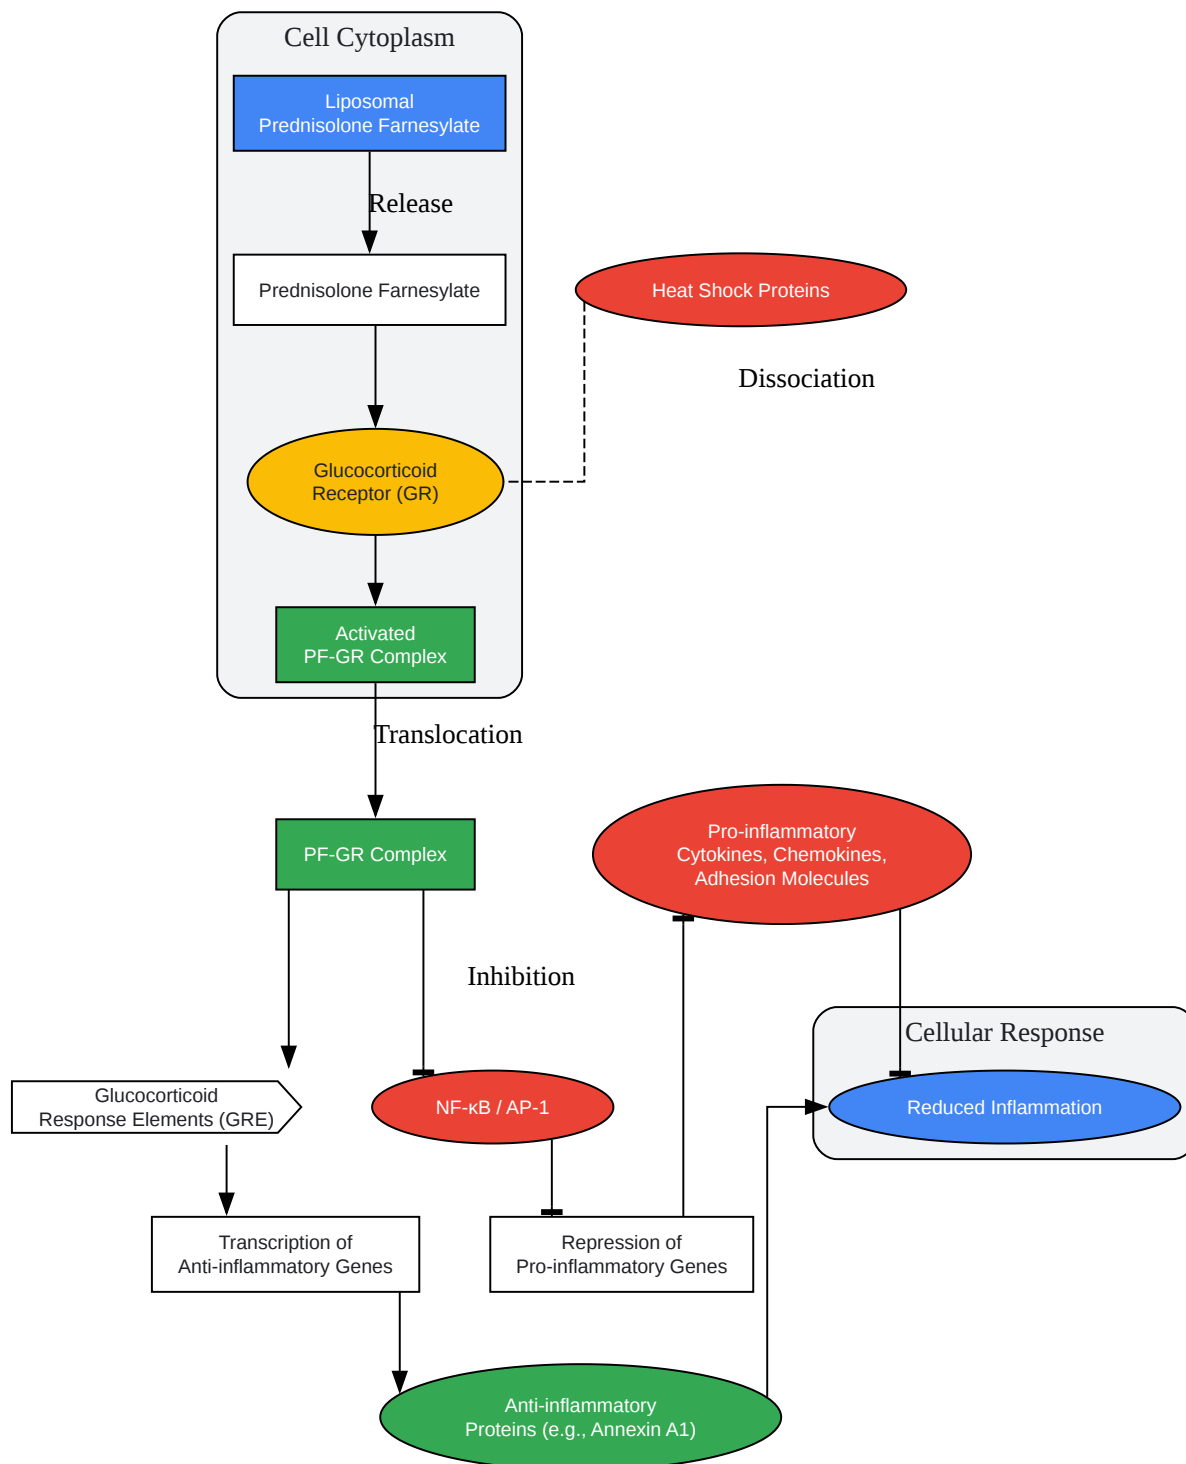 Cell Cytoplasm
Liposomal
Prednisolone Farnesylate
Release
Prednisolone Farnesylate
Heat Shock Proteins
Dissociation
Glucocorticoid
Receptor (GR)
Activated
PF-GR Complex
Translocation
PF-GR Complex
Pro-inflammatory
Cytokines, Chemokines,
Adhesion Molecules
Inhibition
Cellular Response
Glucocorticoid
Response Elements (GRE)
NF-κB / AP-1
Reduced Inflammation
Transcription of
Anti-inflammatory Genes
Repression of
Pro-inflammatory Genes
Anti-inflammatory
Proteins (e.g., Annexin A1)